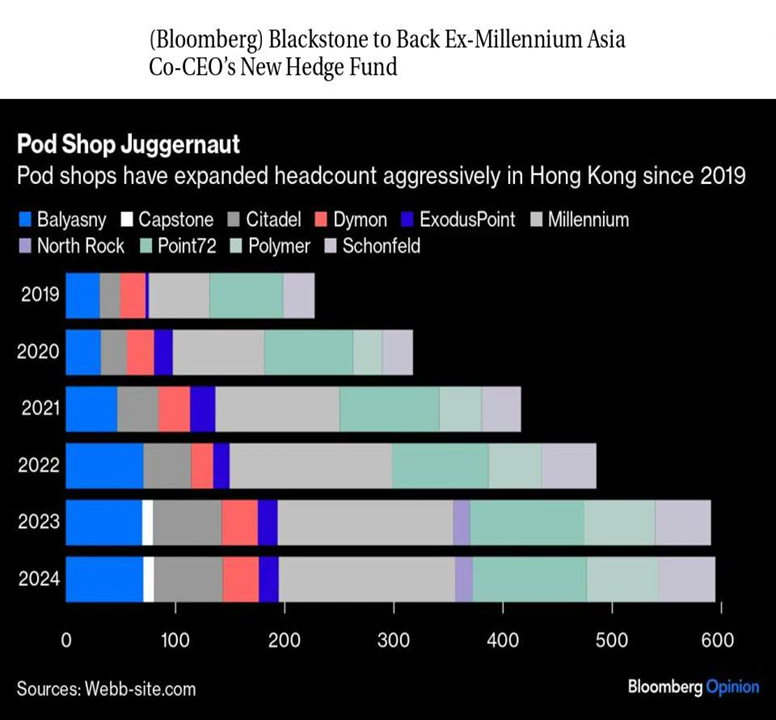 (Bloomberg) Blackstone to Back Ex-Millennium Asia
Co-CEO’s New Hedge Fund
Pod Shop Juggernaut
Pod shops have expanded headcount aggressively in Hong Kong since 2019
Balyasny Capstone Citadel Dymon ExodusPoint Millennium
North Rock Point72 Polymer Schonfeld
2019
2020
2021
2022
2023
2024
0 100 200 300 400 500 600
Sources: Webb-site.com
Bloomberg Opinion